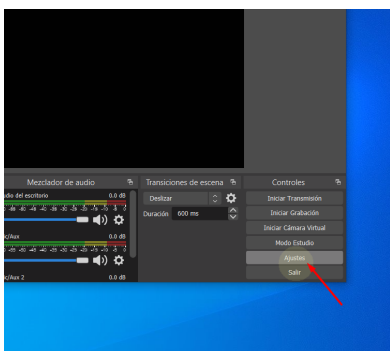 Mezclador de audio
dio del escritorio 0.0 dB
ic/Aux 0.0 dB
ic/Aux 2 0.0 dB
Transiciones de escena
Deslizar
Duración 600 ms
Controles
Iniciar Transmisión
Iniciar Grabación
Iniciar Cámara Virtual
Modo Estudio
Ajustes
Salir